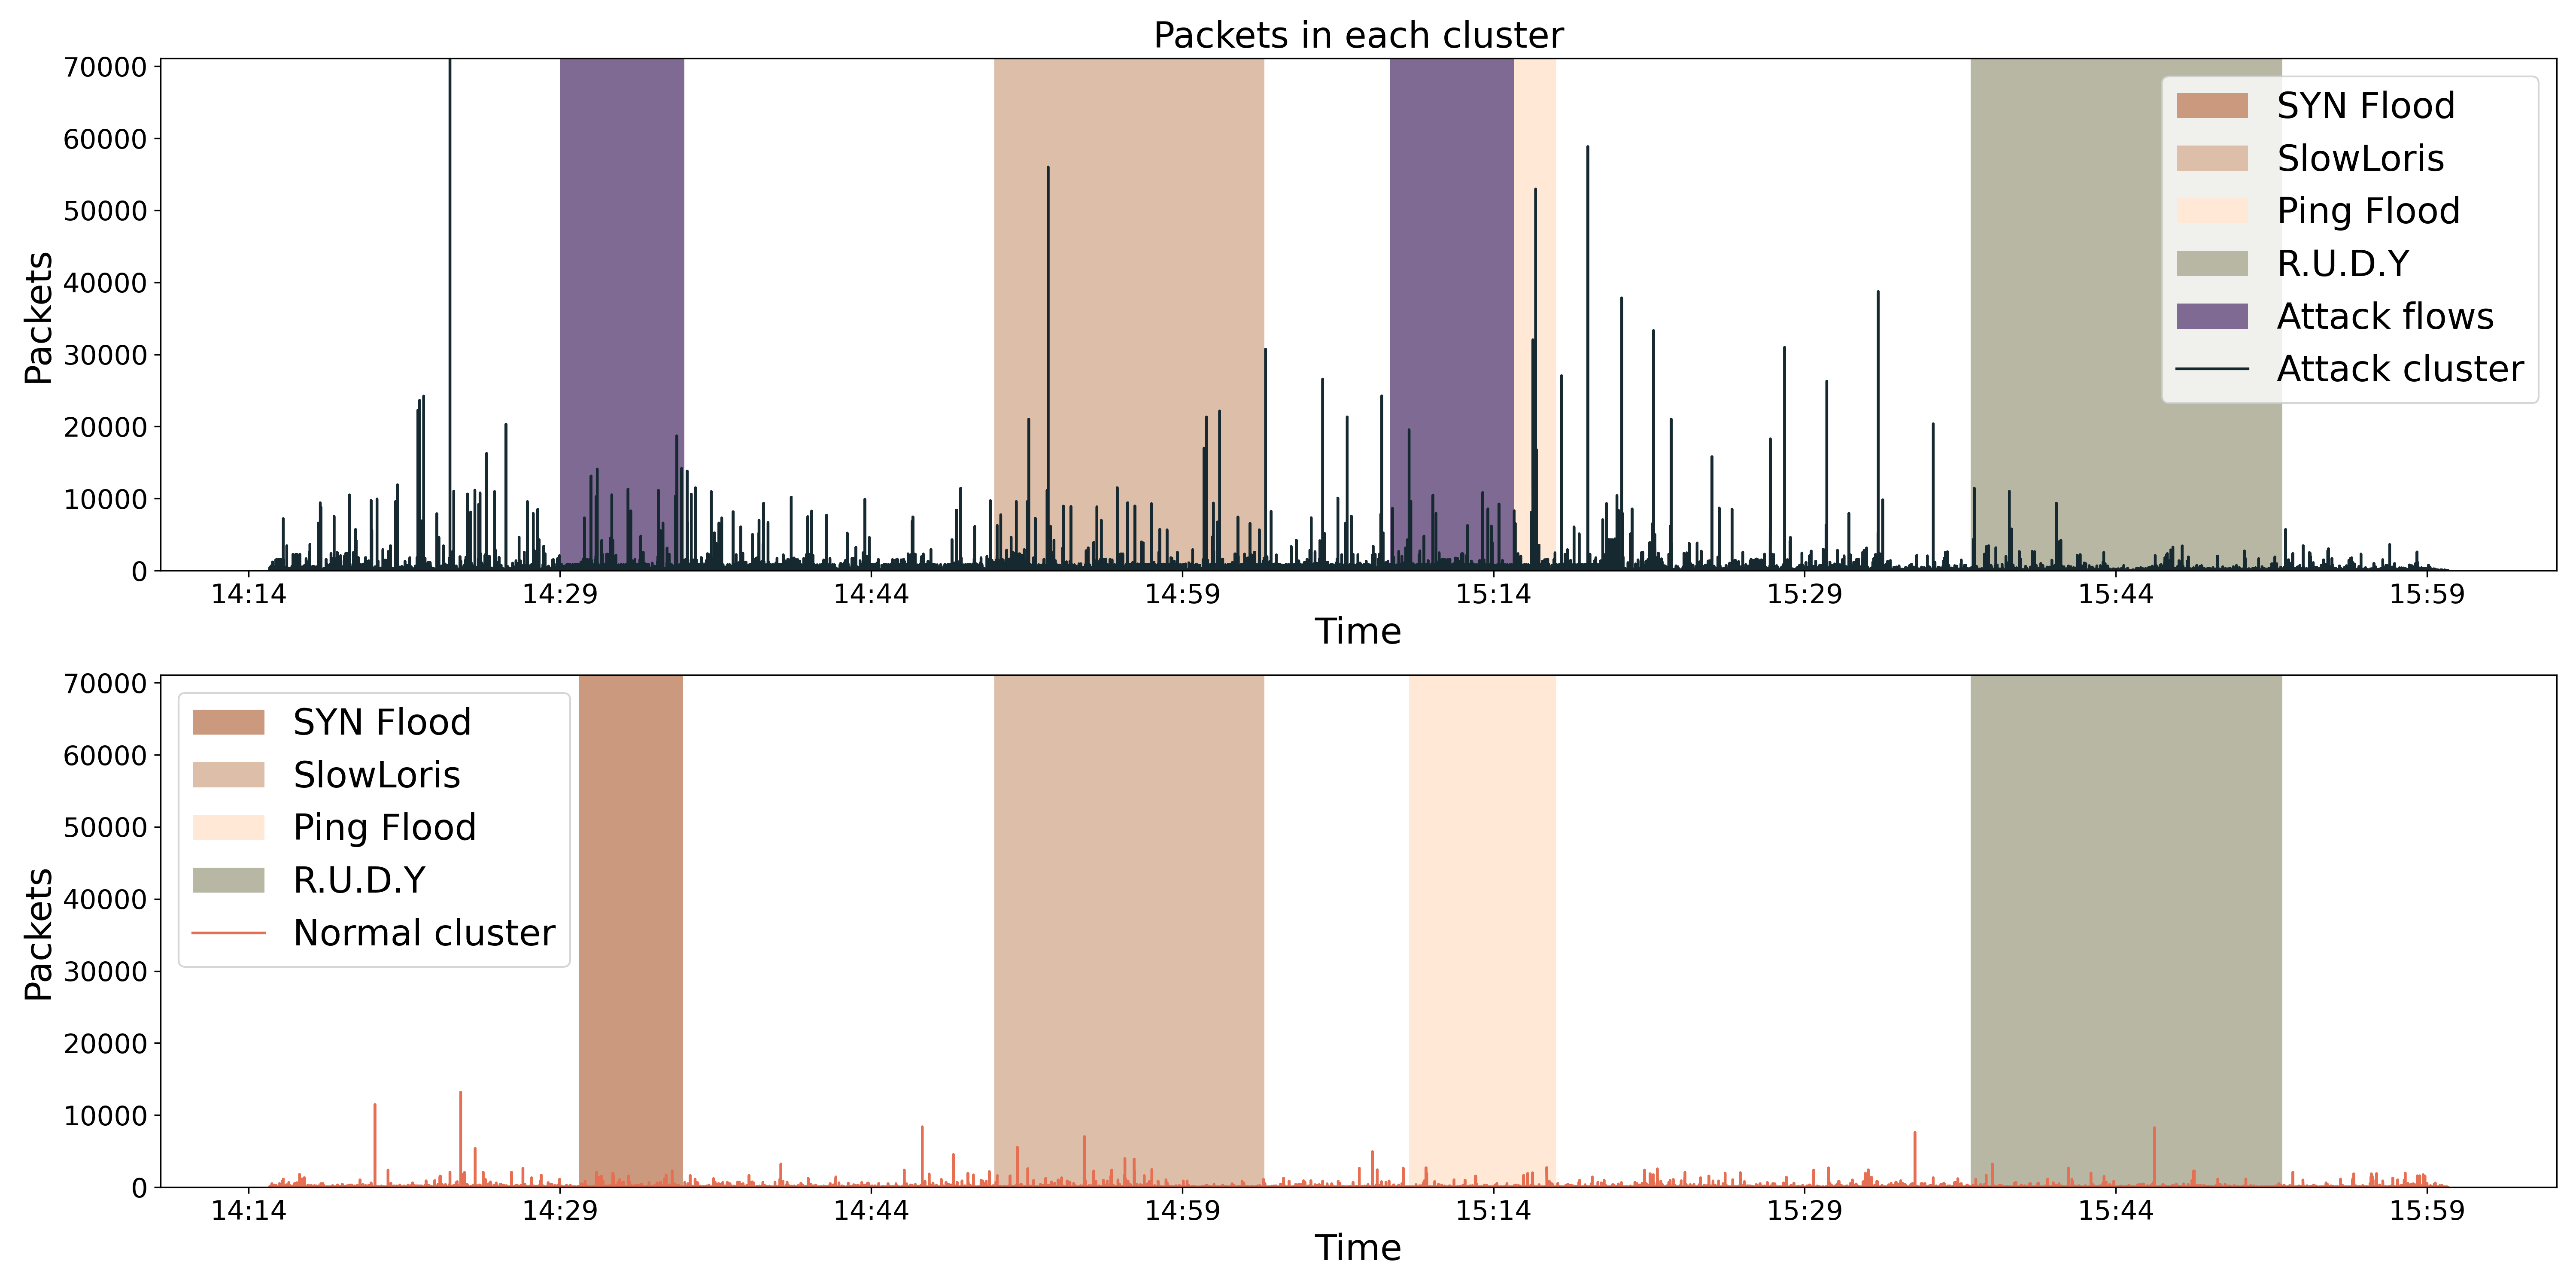 Packets in each cluster
70000
60000
50000
40000
30000
20000
10000
0
Packets
SYN Flood
SlowLoris
Ping Flood
R.U.D.Y
Attack flows
Attack cluster
14:14 14:29 14:44 14:59 15:14 15:29 15:44 15:59
Time
70000
60000
50000
40000
30000
20000
10000
0
Packets
SYN Flood
SlowLoris
Ping Flood
R.U.D.Y
Normal cluster
14:14 14:29 14:44 14:59 15:14 15:29 15:44 15:59
Time